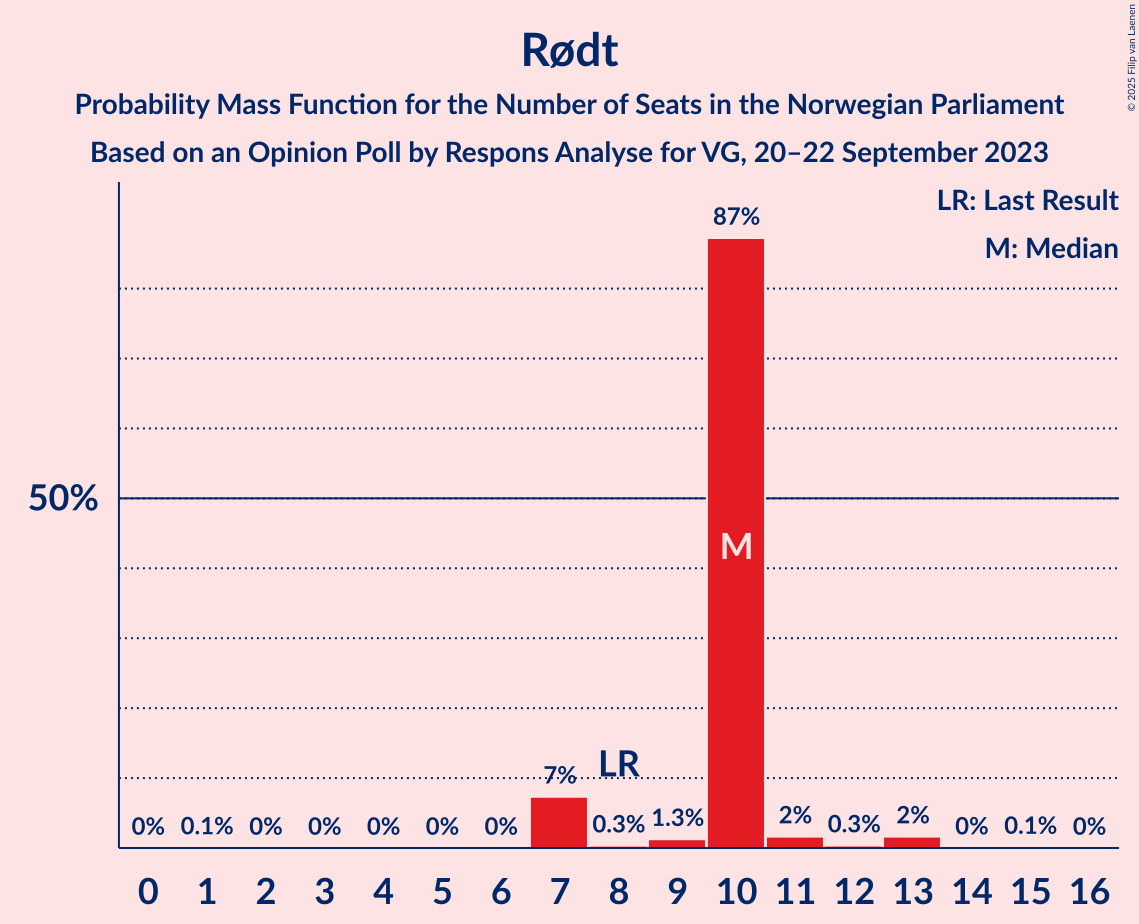 © 2025 Filip van Laenen
Rødt
Probability Mass Function for the Number of Seats in the Norwegian Parliament
Based on an Opinion Poll by Respons Analyse for VG, 20–22 September 2023
LR: Last Result
M: Median
87%
50%
M
7% LR
0% 0.1% 0% 0% 0% 0% 0% 0.3% 1.3% 2% 0.3% 2% 0% 0.1% 0%
0 1 2 3 4 5 6 7 8 9 10 11 12 13 14 15 16